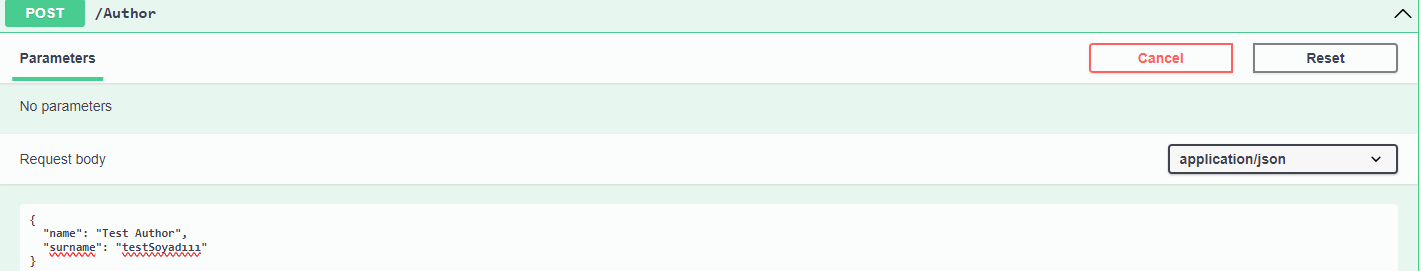 POST /Author
Parameters Cancel Reset
No parameters
Request body application/json
{
"name": "Test Author",
"surname": "testSoyadııı"
}